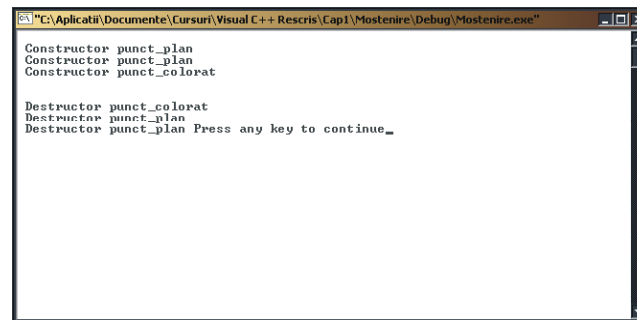 "C:\Aplicatii\Documente\Cursuri\Visual C++ Rescris\Cap1\Mostenire\Debug\Mostenire.exe"
Constructor punct_plan
Constructor punct_plan
Constructor punct_colorat
Destructor punct_colorat
Destructor punct_plan
Destructor punct_plan Press any key to continue_